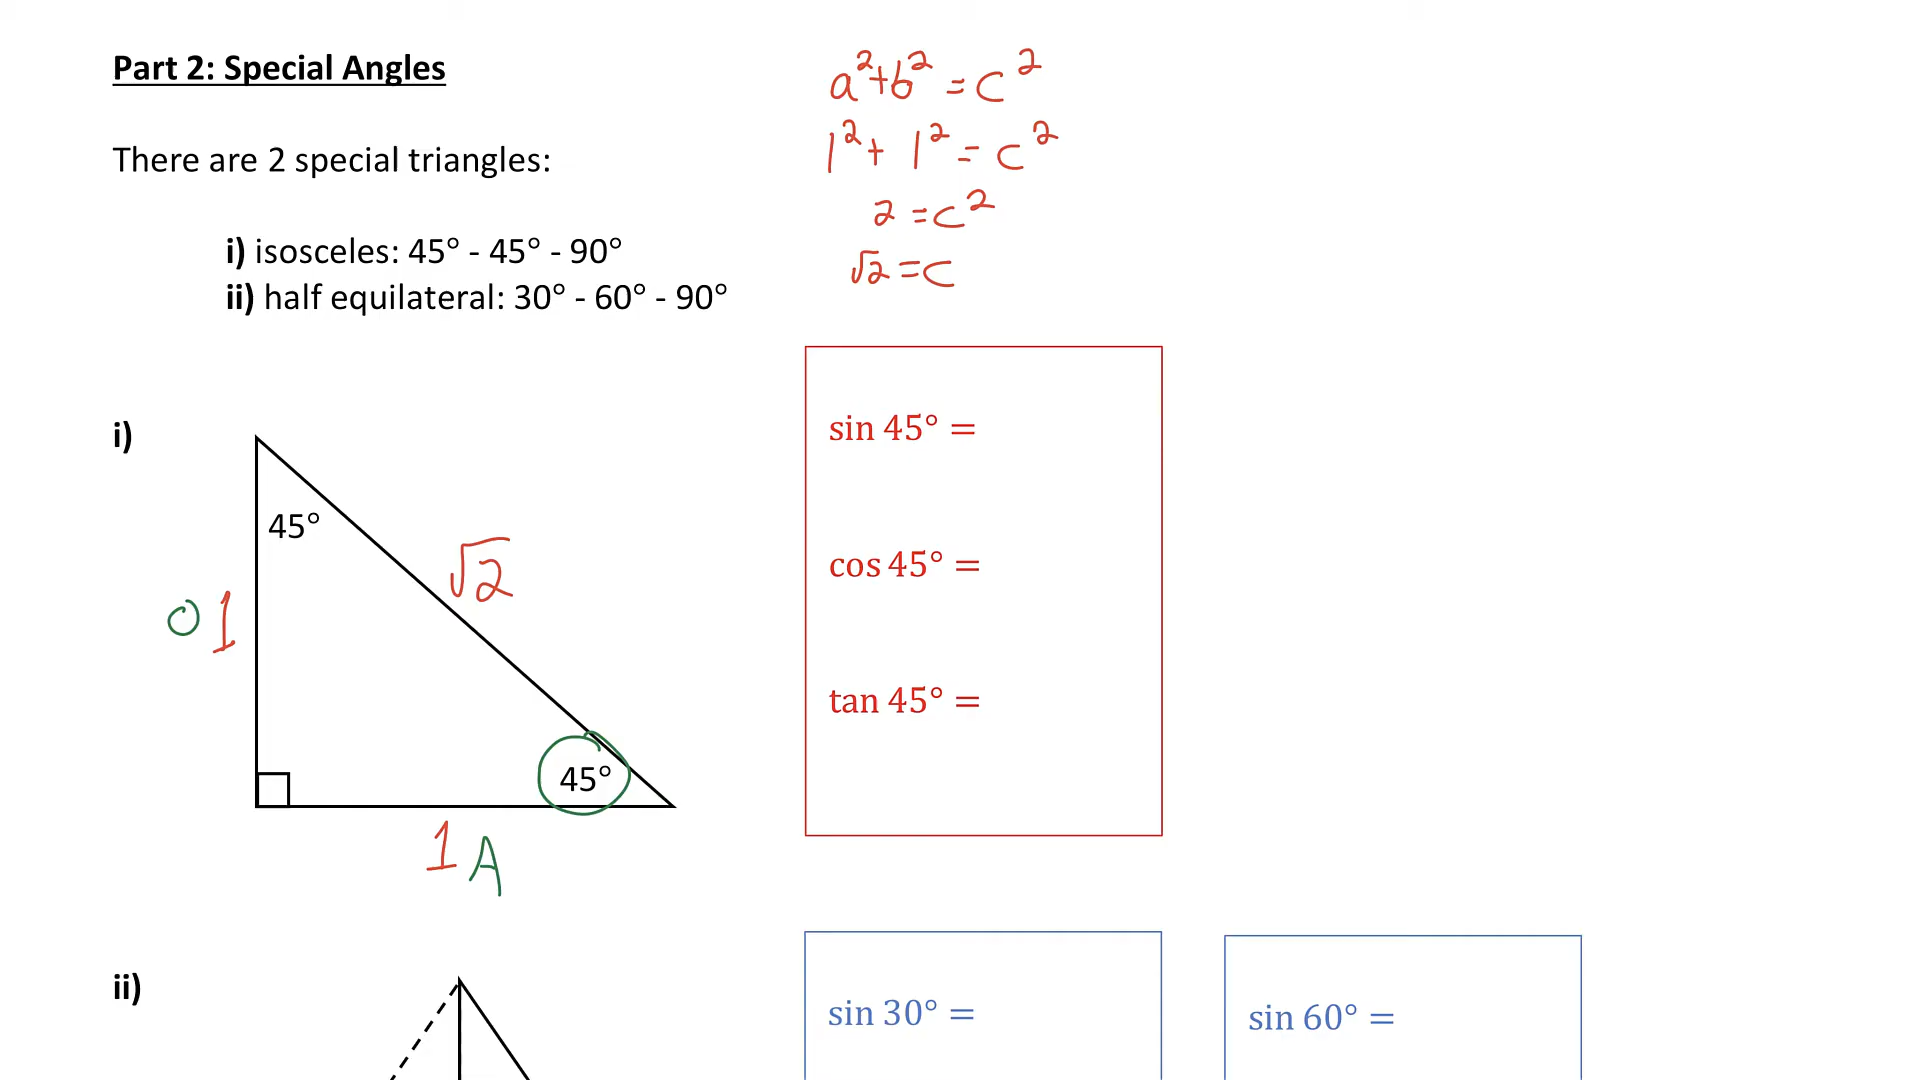 Part 2: Special Angles
a²+b² = c²
1² + 1² = c²
There are 2 special triangles:
2 = c²
i) isosceles: 45° - 45° - 90°
√2 = c
ii) half equilateral: 30° - 60° - 90°
i)
45°
√2
O 1
45°
1 A
sin 45° =
cos 45° =
tan 45° =
ii)
sin 30° =
sin 60° =